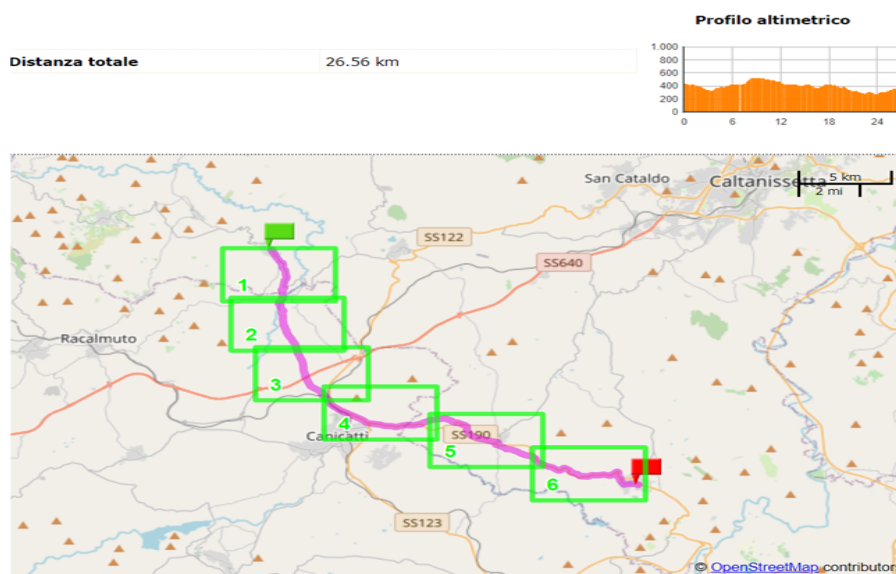 Profilo altimetrico
Distanza totale 26.56 km
1.000
800
600
400
200
0
0 6 12 18 24
San Cataldo
Caltanissetta
5 km
2 mi
SS122
SS640
1
2
Racalmuto
3
4
Canicattì
SS190
5
6
SS123
© OpenStreetMap contributor